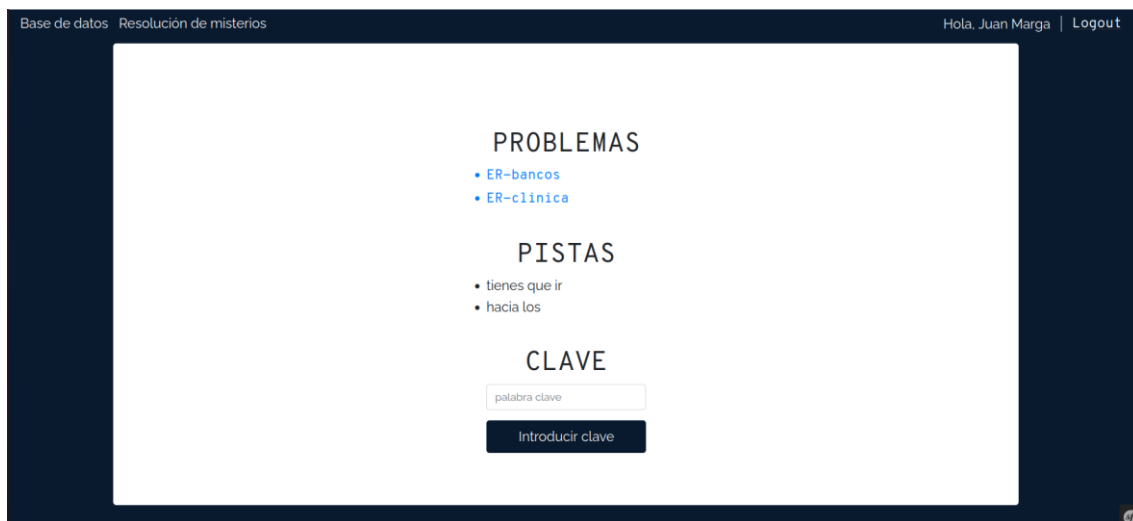 Base de datos Resolución de misterios Hola, Juan Marga | Logout
PROBLEMAS
• ER-bancos
• ER-clinica
PISTAS
• tienes que ir
• hacia los
CLAVE
palabra clave
Introducir clave